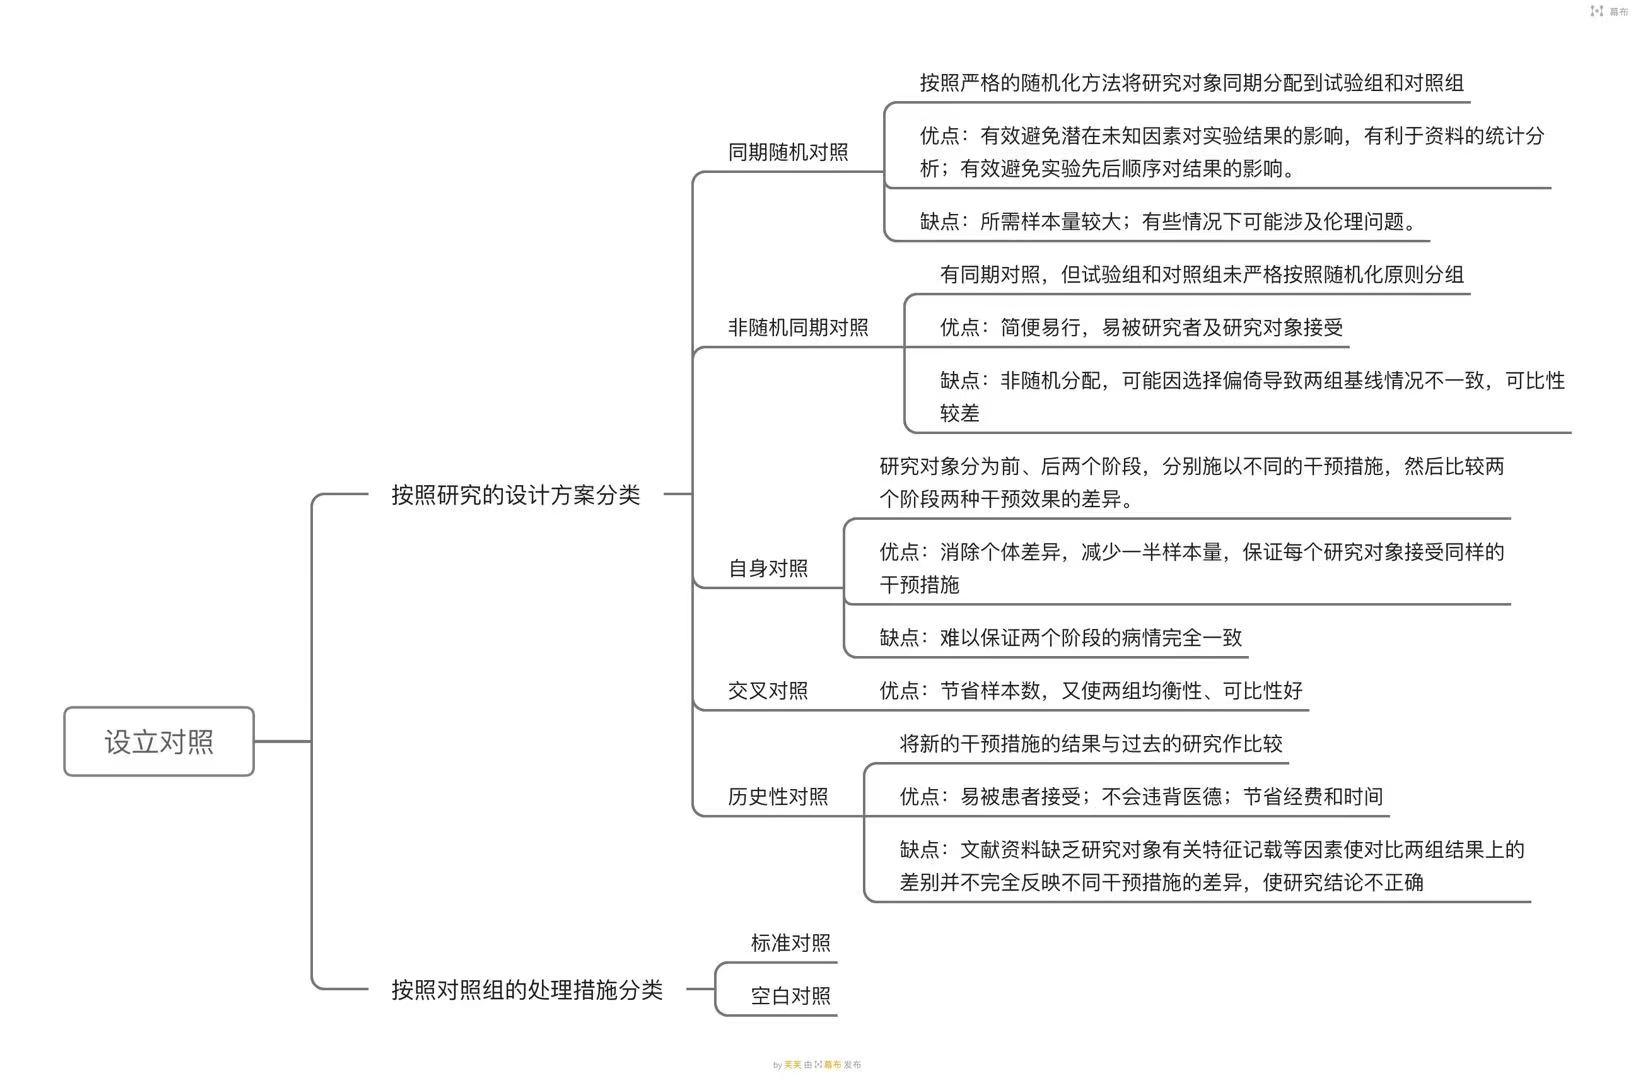 幕布
按照严格的随机化方法将研究对象同期分配到试验组和对照组
优点：有效避免潜在未知因素对实验结果的影响，有利于资料的统计分
析；有效避免实验先后顺序对结果的影响。
同期随机对照
缺点：所需样本量较大；有些情况下可能涉及伦理问题。
有同期对照，但试验组和对照组未严格按照随机化原则分组
非随机同期对照
优点：简便易行，易被研究者及研究对象接受
缺点：非随机分配，可能因选择偏倚导致两组基线情况不一致，可比性
较差
按照研究的设计方案分类
研究对象分为前、后两个阶段，分别施以不同的干预措施，然后比较两
个阶段两种干预效果的差异。
自身对照
优点：消除个体差异，减少一半样本量，保证每个研究对象接受同样的
干预措施
缺点：难以保证两个阶段的病情完全一致
交叉对照
优点：节省样本数，又使两组均衡性、可比性好
设立对照
将新的干预措施的结果与过去的研究作比较
历史性对照
优点：易被患者接受；不会违背医德；节省经费和时间
缺点：文献资料缺乏研究对象有关特征记载等因素使对比两组结果上的
差别并不完全反映不同干预措施的差异，使研究结论不正确
按照对照组的处理措施分类
标准对照
空白对照
by 芙芙 由 幕布 发布